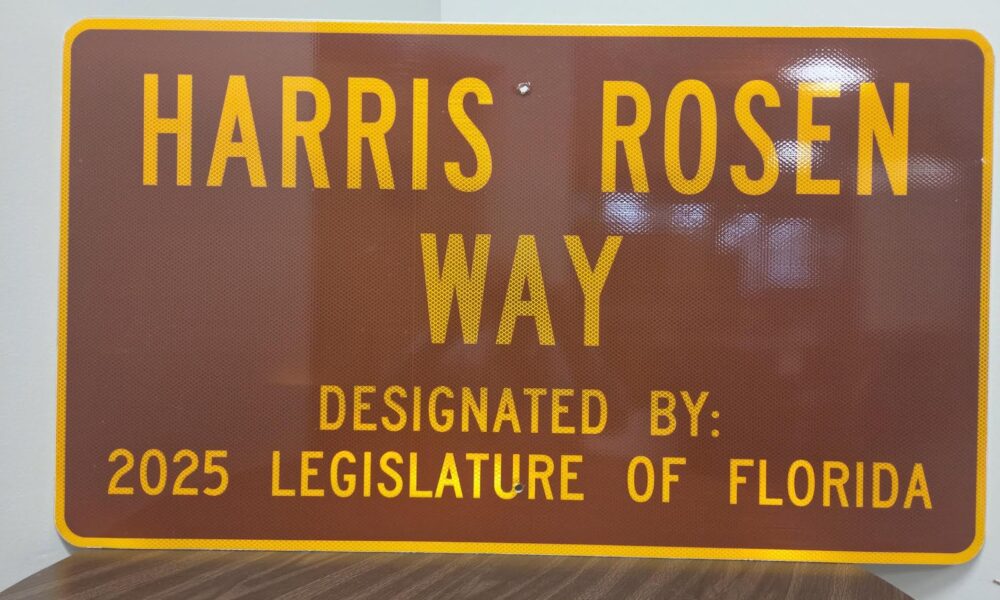 HARRIS ROSEN
WAY
DESIGNATED BY:
2025 LEGISLATURE OF FLORIDA